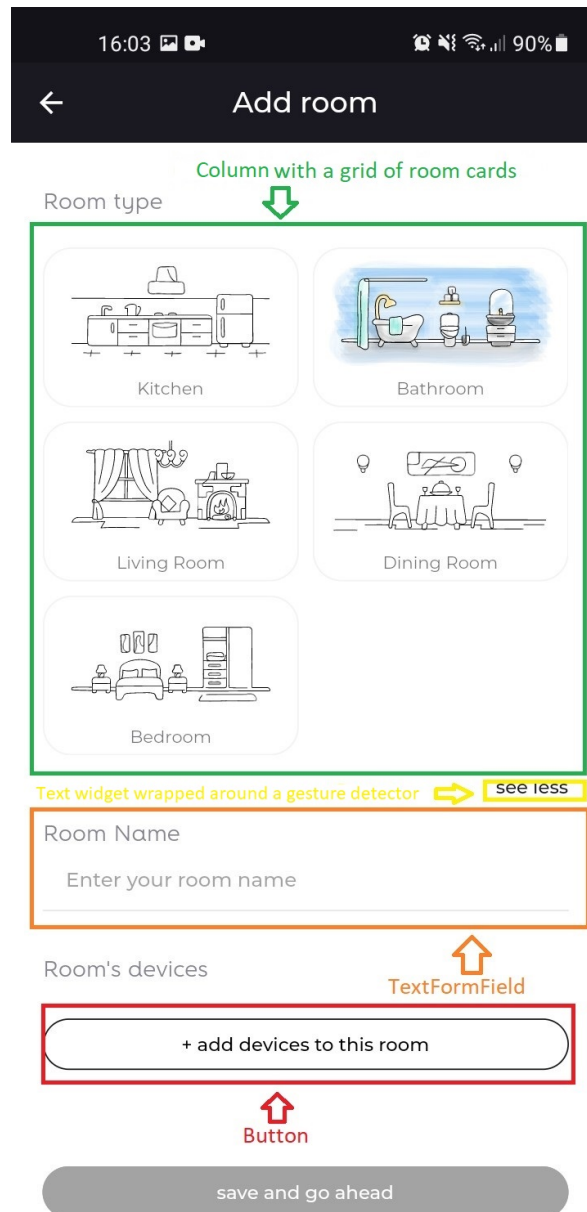 16:03
90%
Add room
Column with a grid of room cards
Room type
Kitchen
Bathroom
Living Room
Dining Room
Bedroom
Text widget wrapped around a gesture detector
see less
Room Name
Enter your room name
Room's devices
TextFormField
+ add devices to this room
Button
save and go ahead